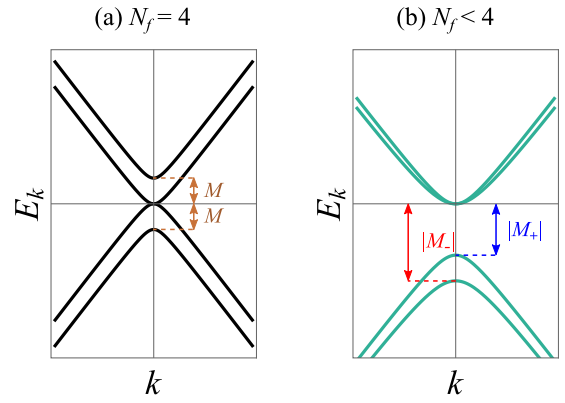 (a) N_f = 4
(b) N_f < 4
E_k
M
M
k
E_k
|M_-|
|M_+|
k